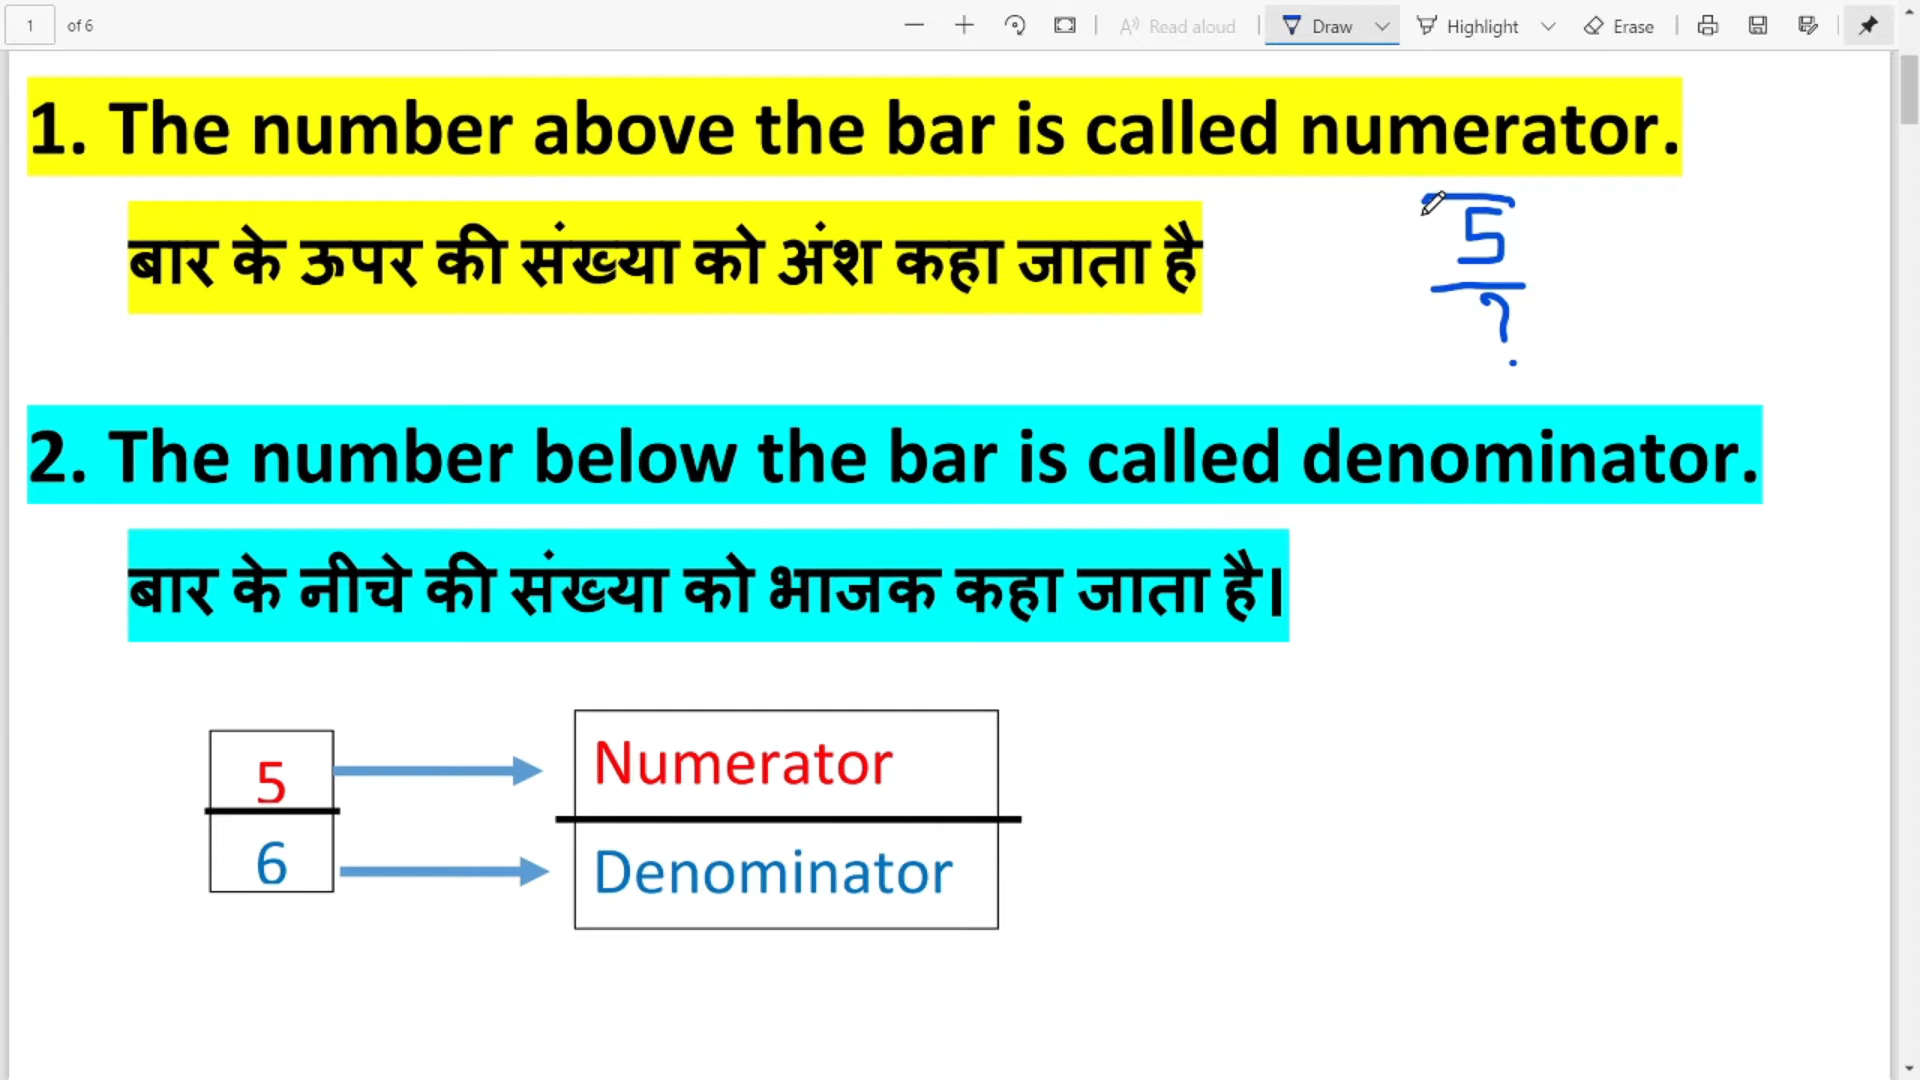 1 of 6 Read aloud Draw Highlight Erase
1. The number above the bar is called numerator.
बार के ऊपर की संख्या को अंश कहा जाता है
5
?
2. The number below the bar is called denominator.
बार के नीचे की संख्या को भाजक कहा जाता है।
5 Numerator
6 Denominator